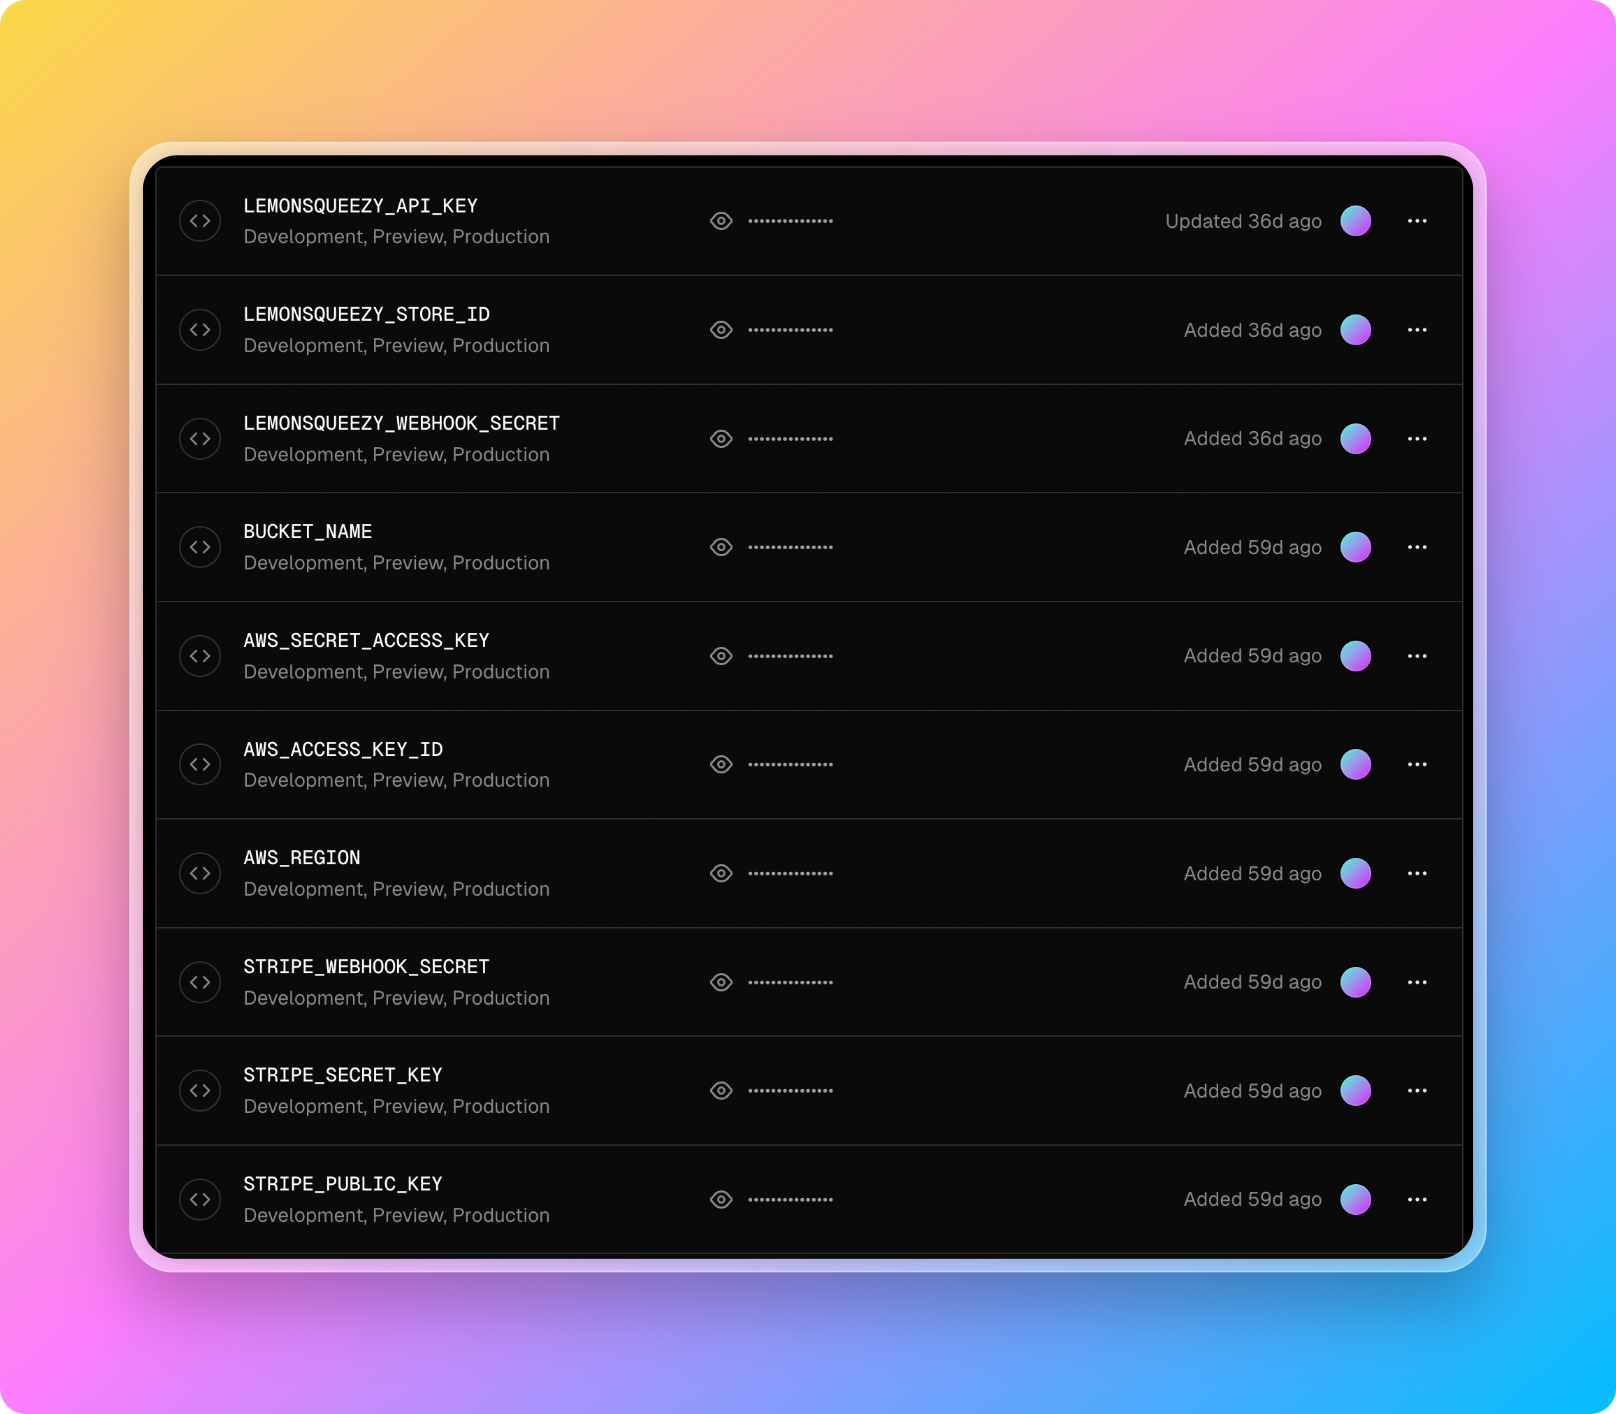 LEMONSQUEEZY_API_KEY
Development, Preview, Production
••••••••••••••• Updated 36d ago
LEMONSQUEEZY_STORE_ID
Development, Preview, Production
••••••••••••••• Added 36d ago
LEMONSQUEEZY_WEBHOOK_SECRET
Development, Preview, Production
••••••••••••••• Added 36d ago
BUCKET_NAME
Development, Preview, Production
••••••••••••••• Added 59d ago
AWS_SECRET_ACCESS_KEY
Development, Preview, Production
••••••••••••••• Added 59d ago
AWS_ACCESS_KEY_ID
Development, Preview, Production
••••••••••••••• Added 59d ago
AWS_REGION
Development, Preview, Production
••••••••••••••• Added 59d ago
STRIPE_WEBHOOK_SECRET
Development, Preview, Production
••••••••••••••• Added 59d ago
STRIPE_SECRET_KEY
Development, Preview, Production
••••••••••••••• Added 59d ago
STRIPE_PUBLIC_KEY
Development, Preview, Production
••••••••••••••• Added 59d ago